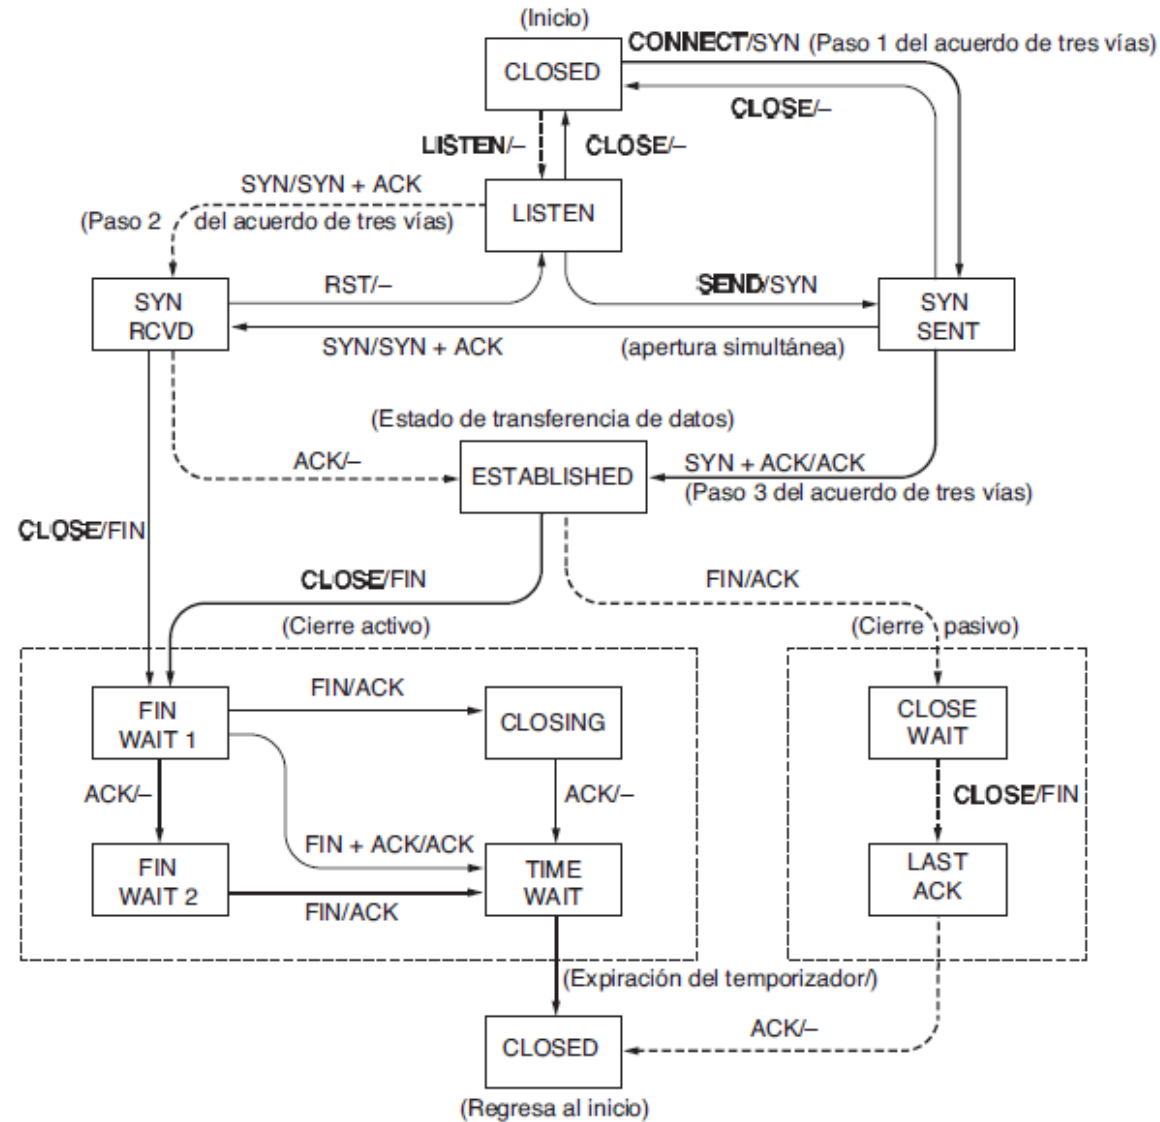 (Inicio)
CLOSED
CONNECT/SYN (Paso 1 del acuerdo de tres vías)
CLOSE/–
LISTEN/–
CLOSE/–
SYN/SYN + ACK
(Paso 2 del acuerdo de tres vías)
LISTEN
RST/–
SEND/SYN
SYN
RCVD
SYN
SENT
SYN/SYN + ACK
(apertura simultánea)
(Estado de transferencia de datos)
ACK/–
ESTABLISHED
SYN + ACK/ACK
(Paso 3 del acuerdo de tres vías)
CLOSE/FIN
CLOSE/FIN
FIN/ACK
(Cierre activo)
(Cierre pasivo)
FIN
WAIT 1
FIN/ACK
CLOSING
CLOSE
WAIT
ACK/–
ACK/–
CLOSE/FIN
FIN + ACK/ACK
FIN
WAIT 2
FIN/ACK
TIME
WAIT
LAST
ACK
(Expiración del temporizador/)
CLOSED
ACK/–
(Regresa al inicio)